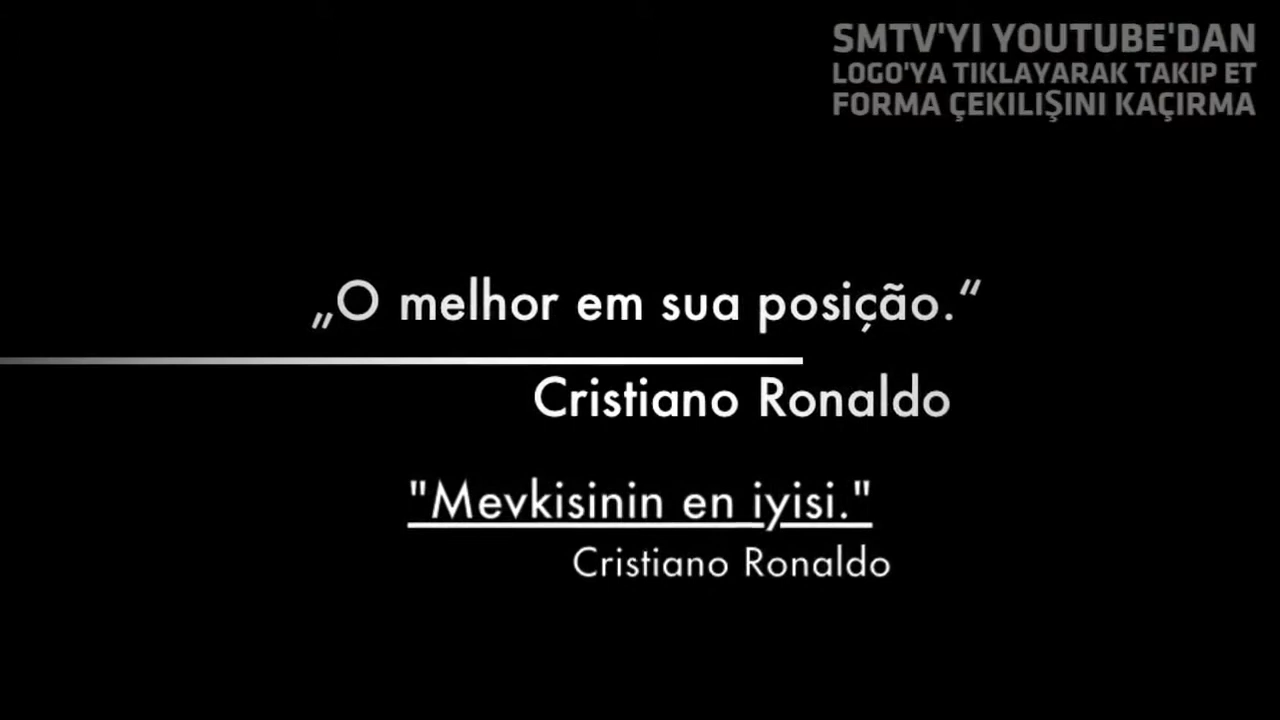 SMTV'YI YOUTUBE'DAN
LOGO'YA TIKLAYARAK TAKIP ET
FORMA ÇEKILIŞINI KAÇIRMA
„O melhor em sua posição.“
Cristiano Ronaldo
"Mevkisinin en iyisi."
Cristiano Ronaldo